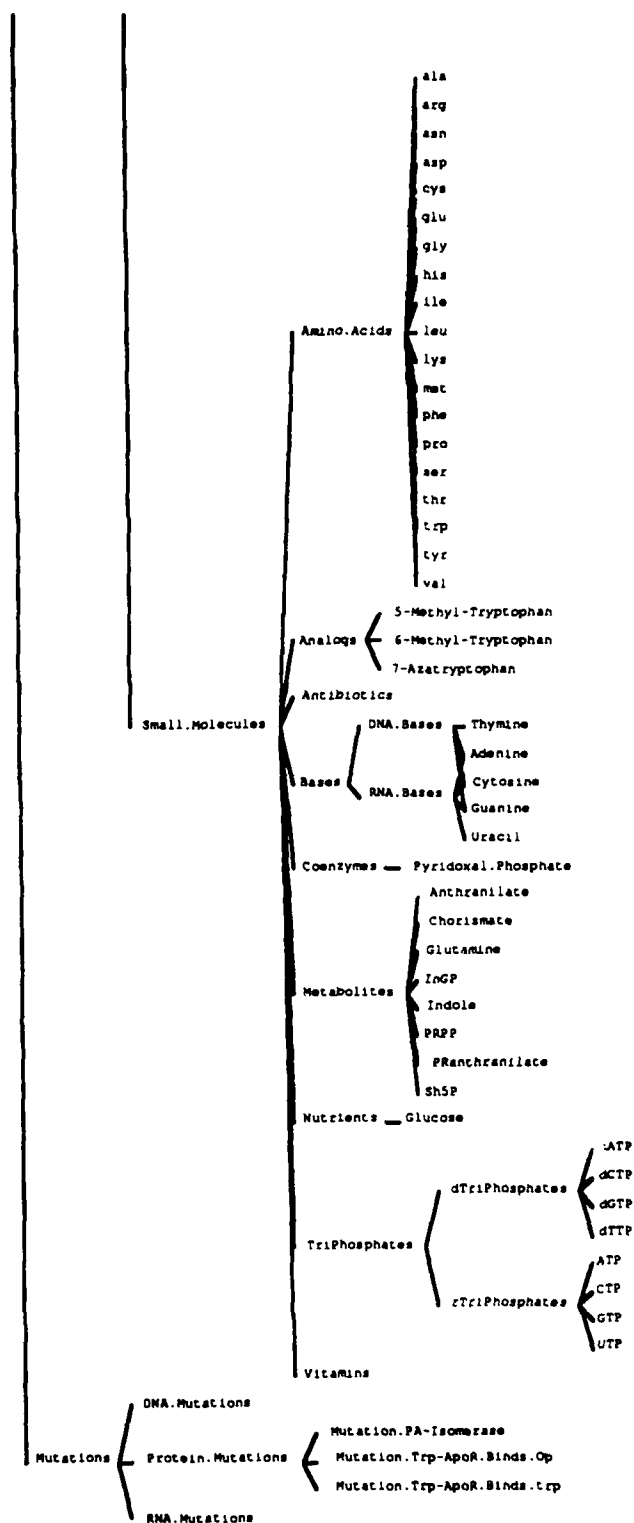 ala
arg
asn
asp
cys
glu
gly
his
ile
Amino.Acids
leu
lys
met
phe
pro
ser
thr
trp
tyr
val
5-Methyl-Tryptophan
Analogs
6-Methyl-Tryptophan
7-Azatryptophan
Antibiotics
Small.Molecules
DNA.Bases
Thymine
Adenine
Bases
Cytosine
RNA.Bases
Guanine
Uracil
Coenzymes
Pyridoxal.Phosphate
Anthranilate
Chorismate
Glutamine
InGP
Metabolites
Indole
PRPP
PRanthranilate
Sh5P
Nutrients
Glucose
dCTP
dTriPhosphates
dGTP
dTTP
TriPhosphates
ATP
CTP
rTriPhosphates
GTP
UTP
Vitamins
DNA.Mutations
Mutation.PA-Isomerase
Mutations
Protein.Mutations
Mutation.Trp-ApoR.Binds.Op
Mutation.Trp-ApoR.Binds.trp
RNA.Mutations